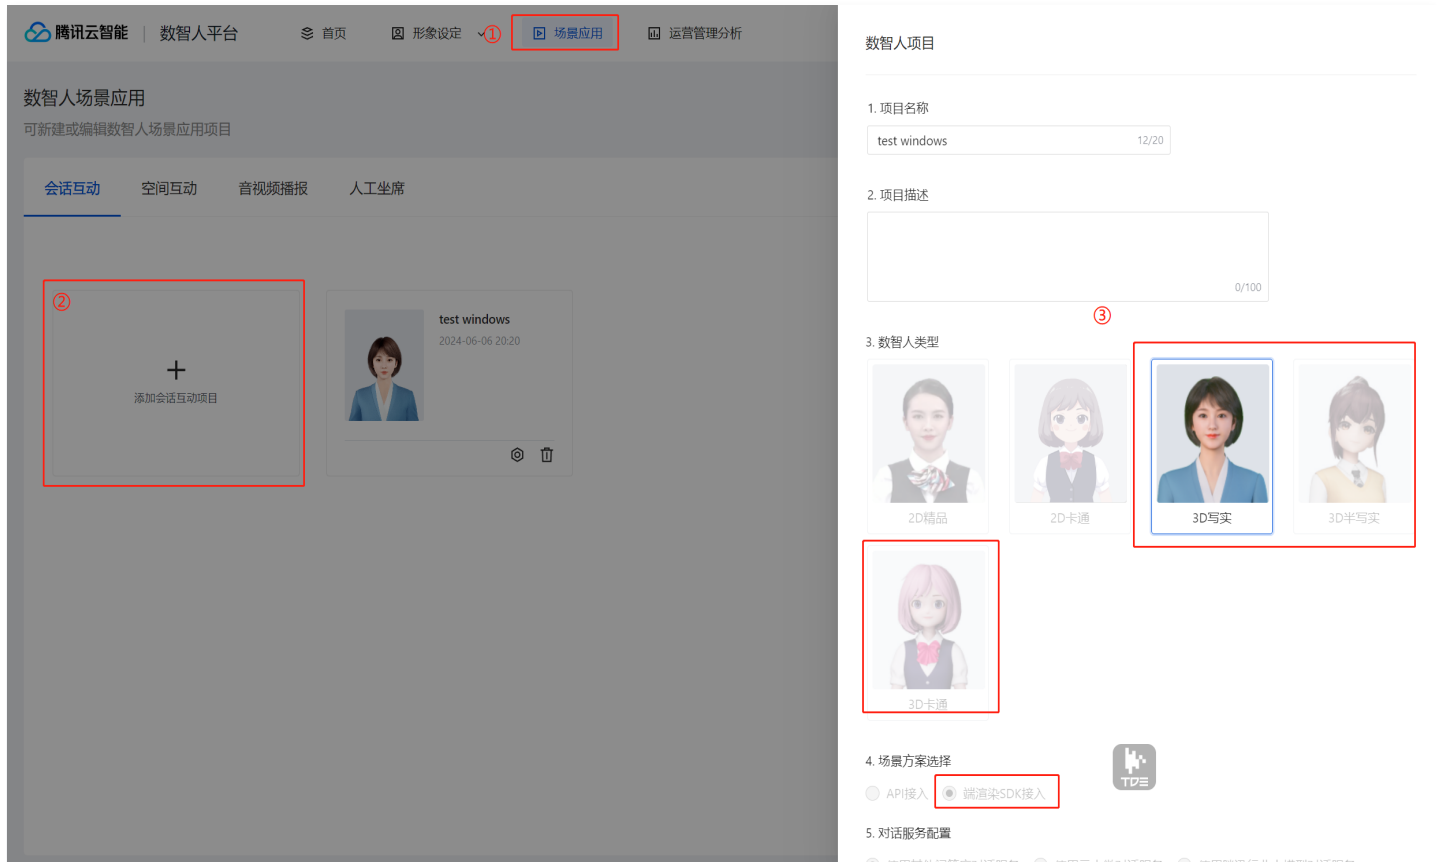 腾讯云智能 | 数智人平台 首页 形象设定 ① 场景应用 运营管理分析
数智人场景应用
可新建或编辑数智人场景应用项目
会话互动 空间互动 音视频播报 人工坐席
②
添加会话互动项目
test windows
2024-06-06 20:20
数智人项目
1. 项目名称
test windows 12/20
2. 项目描述
0/100
③
3. 数智人类型
2D精品 2D卡通 3D写实 3D半写实
3D卡通
4. 场景方案选择
TDE
API接入 端渲染SDK接入
5. 对话服务配置